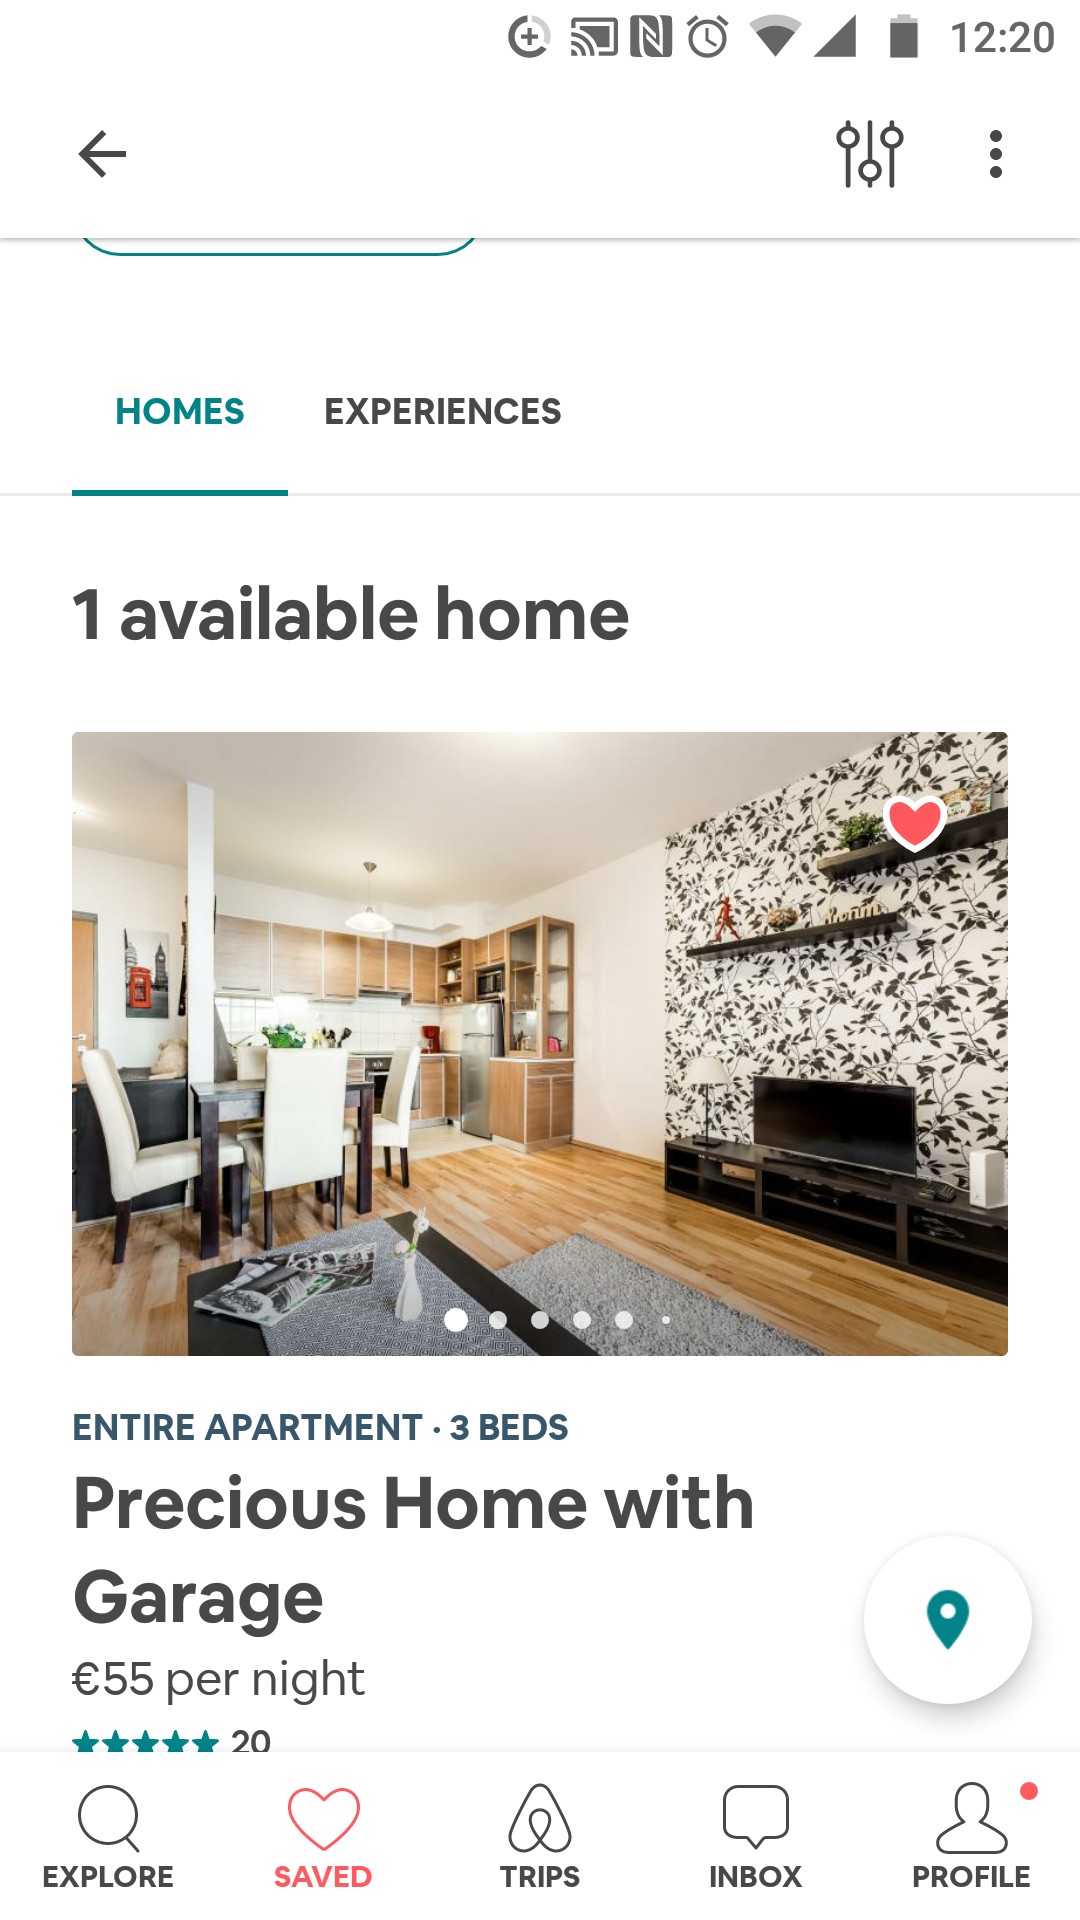 12:20
HOMES EXPERIENCES
1 available home
ENTIRE APARTMENT · 3 BEDS
Precious Home with
Garage
€55 per night
20
EXPLORE SAVED TRIPS INBOX PROFILE